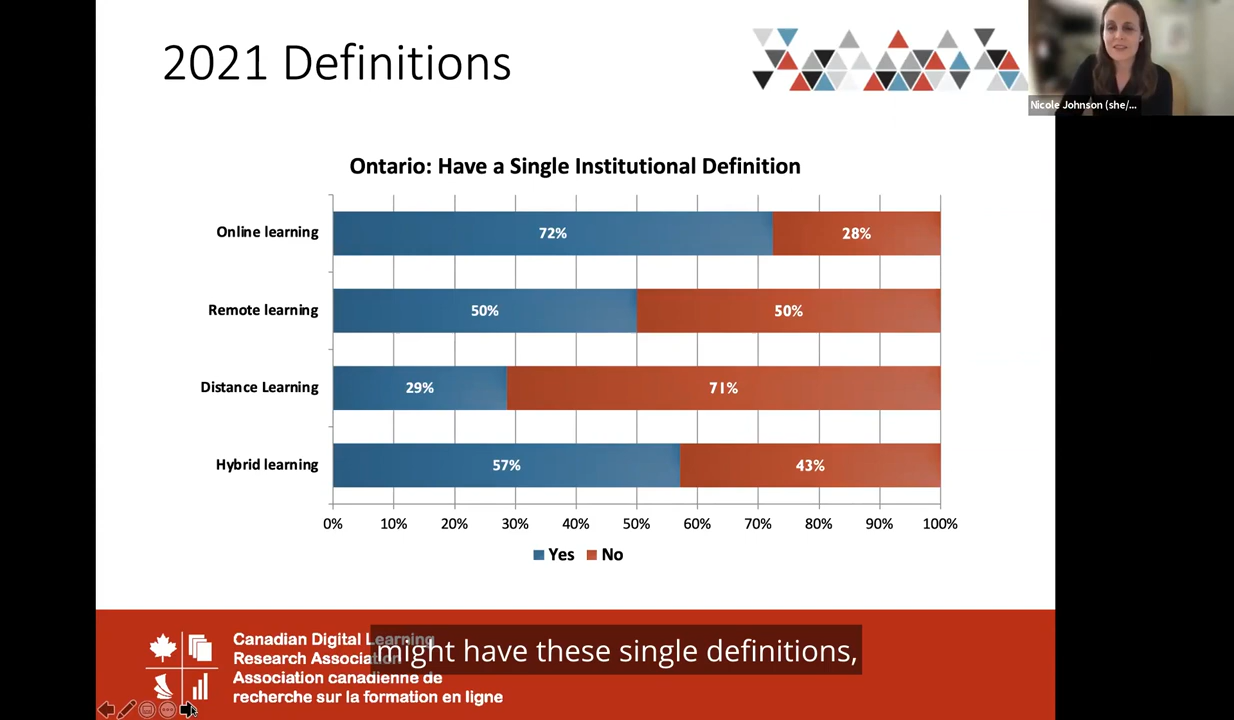 2021 Definitions
Nicole Johnson (she/...
Ontario: Have a Single Institutional Definition
Online learning 72% 28%
Remote learning 50% 50%
Distance Learning 29% 71%
Hybrid learning 57% 43%
0% 10% 20% 30% 40% 50% 60% 70% 80% 90% 100%
Yes No
Canadian Digital Learning
Research Association
Association canadienne de
recherche sur la formation en ligne
might have these single definitions,